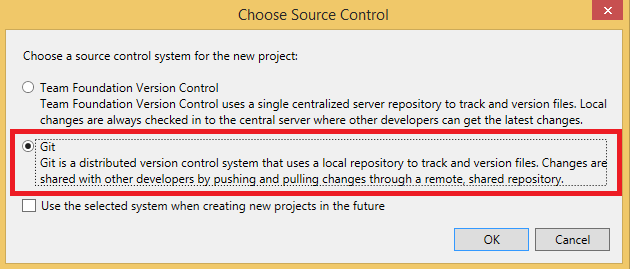 Choose Source Control
Choose a source control system for the new project:
Team Foundation Version Control
Team Foundation Version Control uses a single centralized server repository to track and version files. Local
changes are always checked in to the central server where other developers can get the latest changes.
Git
Git is a distributed version control system that uses a local repository to track and version files. Changes are
shared with other developers by pushing and pulling changes through a remote, shared repository.
Use the selected system when creating new projects in the future
OK
Cancel